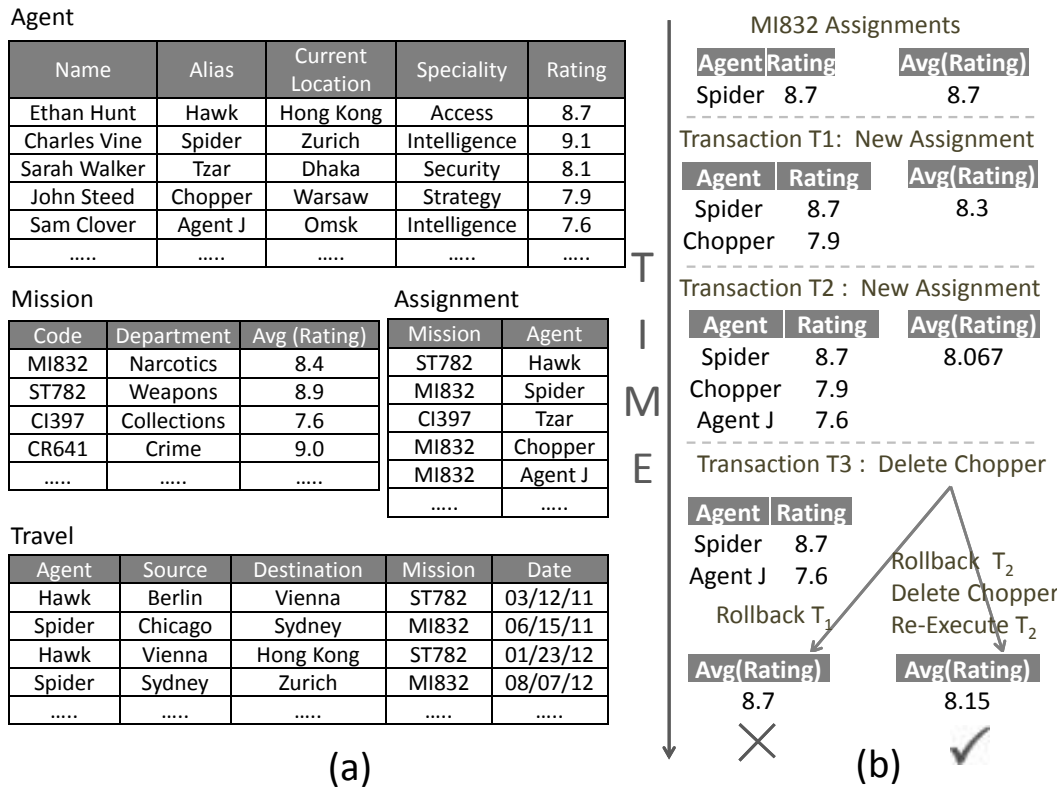 Agent
Name Alias Current Location Speciality Rating
Ethan Hunt Hawk Hong Kong Access 8.7
Charles Vine Spider Zurich Intelligence 9.1
Sarah Walker Tzar Dhaka Security 8.1
John Steed Chopper Warsaw Strategy 7.9
Sam Clover Agent J Omsk Intelligence 7.6
..... ..... ..... ..... .....
Mission
Code Department Avg (Rating)
MI832 Narcotics 8.4
ST782 Weapons 8.9
CI397 Collections 7.6
CR641 Crime 9.0
..... ..... .....
Assignment
Mission Agent
ST782 Hawk
MI832 Spider
CI397 Tzar
MI832 Chopper
MI832 Agent J
..... .....
Travel
Agent Source Destination Mission Date
Hawk Berlin Vienna ST782 03/12/11
Spider Chicago Sydney MI832 06/15/11
Hawk Vienna Hong Kong ST782 01/23/12
Spider Sydney Zurich MI832 08/07/12
..... ..... ..... ..... .....
(a)
T
I
M
E
MI832 Assignments
Agent Rating Avg(Rating)
Spider 8.7 8.7
Transaction T1: New Assignment
Agent Rating Avg(Rating)
Spider 8.7 8.3
Chopper 7.9
Transaction T2 : New Assignment
Agent Rating Avg(Rating)
Spider 8.7 8.067
Chopper 7.9
Agent J 7.6
Transaction T3 : Delete Chopper
Agent Rating
Spider 8.7
Agent J 7.6
Rollback T1
Rollback T2
Delete Chopper
Re-Execute T2
Avg(Rating) Avg(Rating)
8.7 8.15
(b)